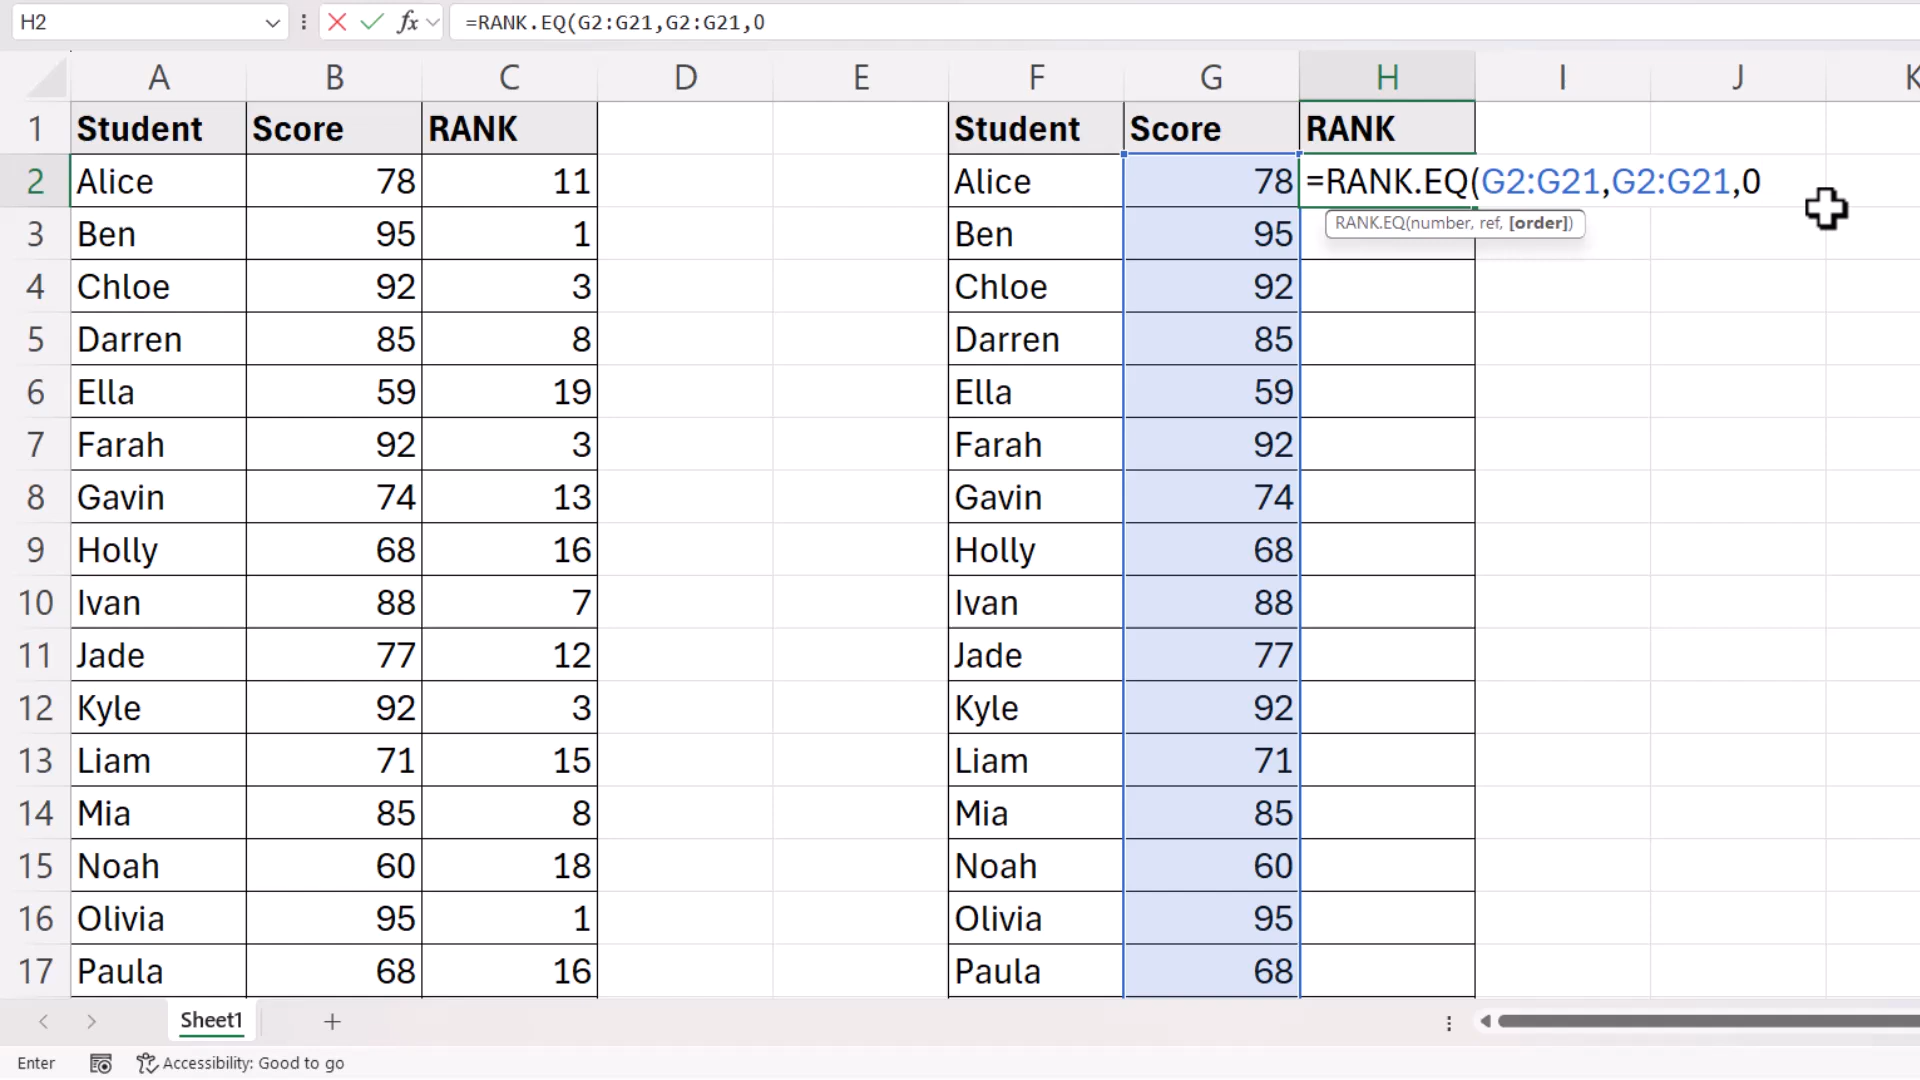 H2 fx =RANK.EQ(G2:G21,G2:G21,0
A B C D E F G H I J K
1 Student Score RANK Student Score RANK
2 Alice 78 11 Alice 78 =RANK.EQ(G2:G21,G2:G21,0
RANK.EQ(number, ref, [order])
3 Ben 95 1 Ben 95
4 Chloe 92 3 Chloe 92
5 Darren 85 8 Darren 85
6 Ella 59 19 Ella 59
7 Farah 92 3 Farah 92
8 Gavin 74 13 Gavin 74
9 Holly 68 16 Holly 68
10 Ivan 88 7 Ivan 88
11 Jade 77 12 Jade 77
12 Kyle 92 3 Kyle 92
13 Liam 71 15 Liam 71
14 Mia 85 8 Mia 85
15 Noah 60 18 Noah 60
16 Olivia 95 1 Olivia 95
17 Paula 68 16 Paula 68
Sheet1
Enter Accessibility: Good to go